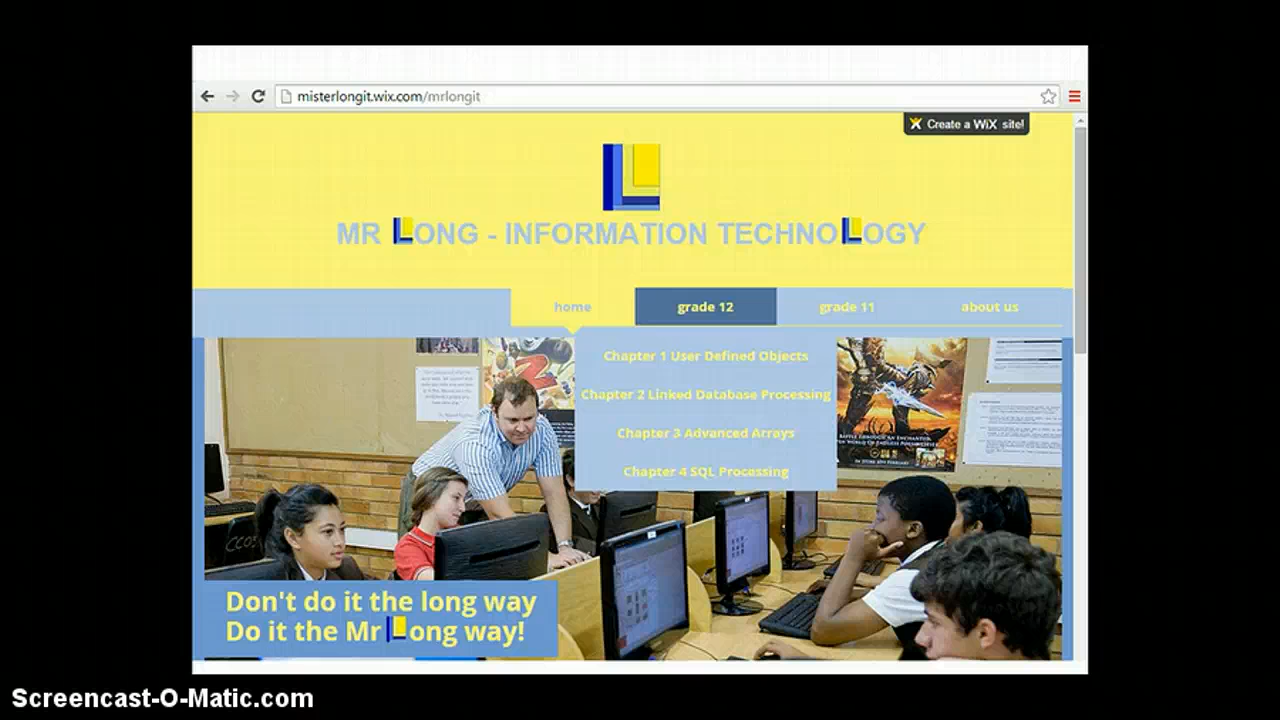 misterlongit.wix.com/mrlongit
Create a WiX site!
MR LONG - INFORMATION TECHNOLOGY
home
grade 12
grade 11
about us
Chapter 1 User Defined Objects
Chapter 2 Linked Database Processing
Chapter 3 Advanced Arrays
Chapter 4 SQL Processing
Don't do it the long way
Do it the Mr Long way!
Screencast-O-Matic.com